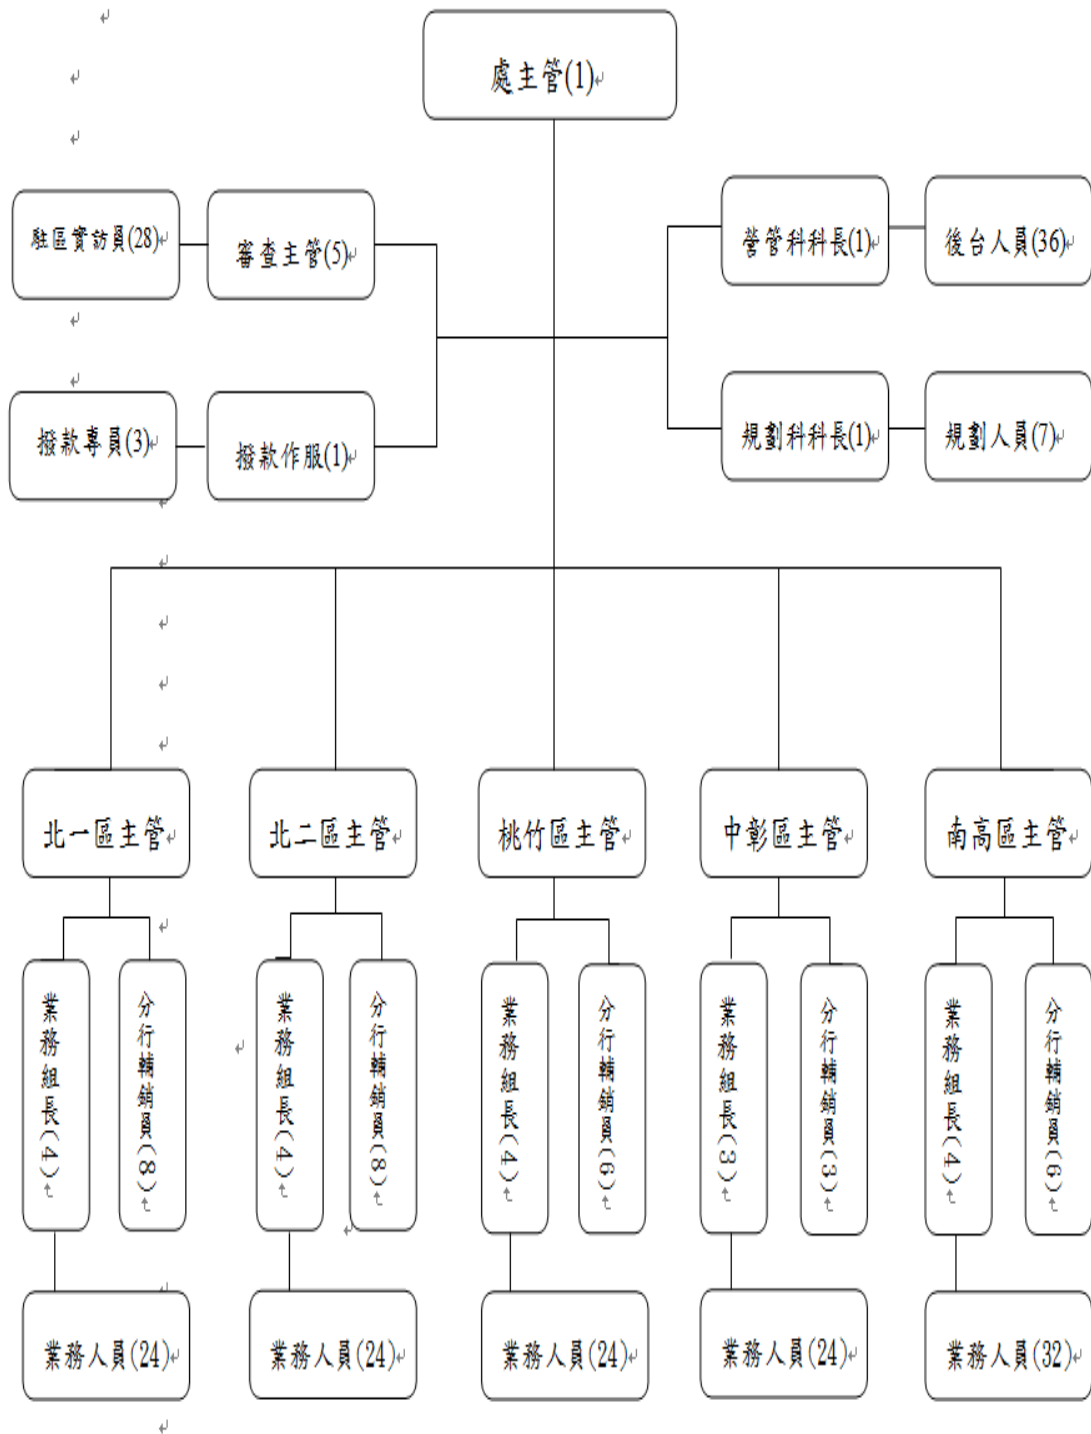 處主管(1)
駐區實訪員(28)
審查主管(5)
營管科科長(1)
後台人員(36)
撥款專員(3)
撥款作服(1)
規劃科科長(1)
規劃人員(7)
北一區主管
北二區主管
桃竹區主管
中彰區主管
南高區主管
業務組長(4)
分行輔銷員(8)
業務組長(4)
分行輔銷員(8)
業務組長(4)
分行輔銷員(6)
業務組長(3)
分行輔銷員(3)
業務組長(4)
分行輔銷員(6)
業務人員(24)
業務人員(24)
業務人員(24)
業務人員(24)
業務人員(32)